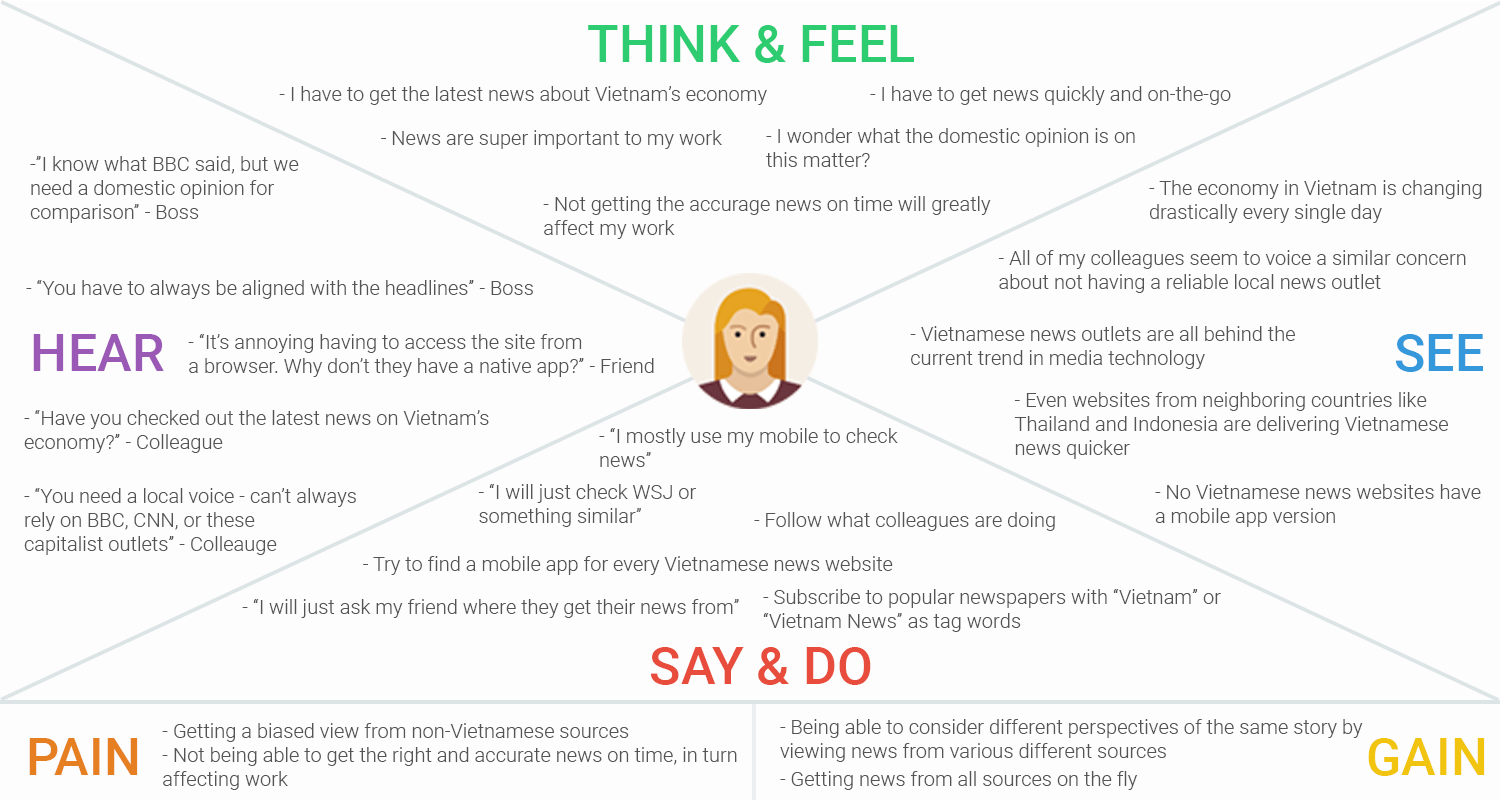 THINK & FEEL
- I have to get the latest news about Vietnam's economy
- I have to get news quickly and on-the-go
- News are super important to my work
- I wonder what the domestic opinion is on
this matter?
- Not getting the accurage news on time will greatly
affect my work
-"I know what BBC said, but we
need a domestic opinion for
comparison" - Boss
- "You have to always be aligned with the headlines" - Boss
HEAR
- "It's annoying having to access the site from
a browser. Why don't they have a native app?" - Friend
- "Have you checked out the latest news on Vietnam's
economy?" - Colleague
- "You need a local voice - can't always
rely on BBC, CNN, or these
capitalist outlets" - Colleauge
- The economy in Vietnam is changing
drastically every single day
- All of my colleagues seem to voice a similar concern
about not having a reliable local news outlet
- Vietnamese news outlets are all behind the
current trend in media technology
SEE
- Even websites from neighboring countries like
Thailand and Indonesia are delivering Vietnamese
news quicker
- No Vietnamese news websites have
a mobile app version
- "I mostly use my mobile to check
news"
- "I will just check WSJ or
something similar"
- Follow what colleagues are doing
- Try to find a mobile app for every Vietnamese news website
- "I will just ask my friend where they get their news from"
- Subscribe to popular newspapers with "Vietnam" or
"Vietnam News" as tag words
SAY & DO
PAIN
- Getting a biased view from non-Vietnamese sources
- Not being able to get the right and accurate news on time, in turn
affecting work
- Being able to consider different perspectives of the same story by
viewing news from various different sources
- Getting news from all sources on the fly
GAIN